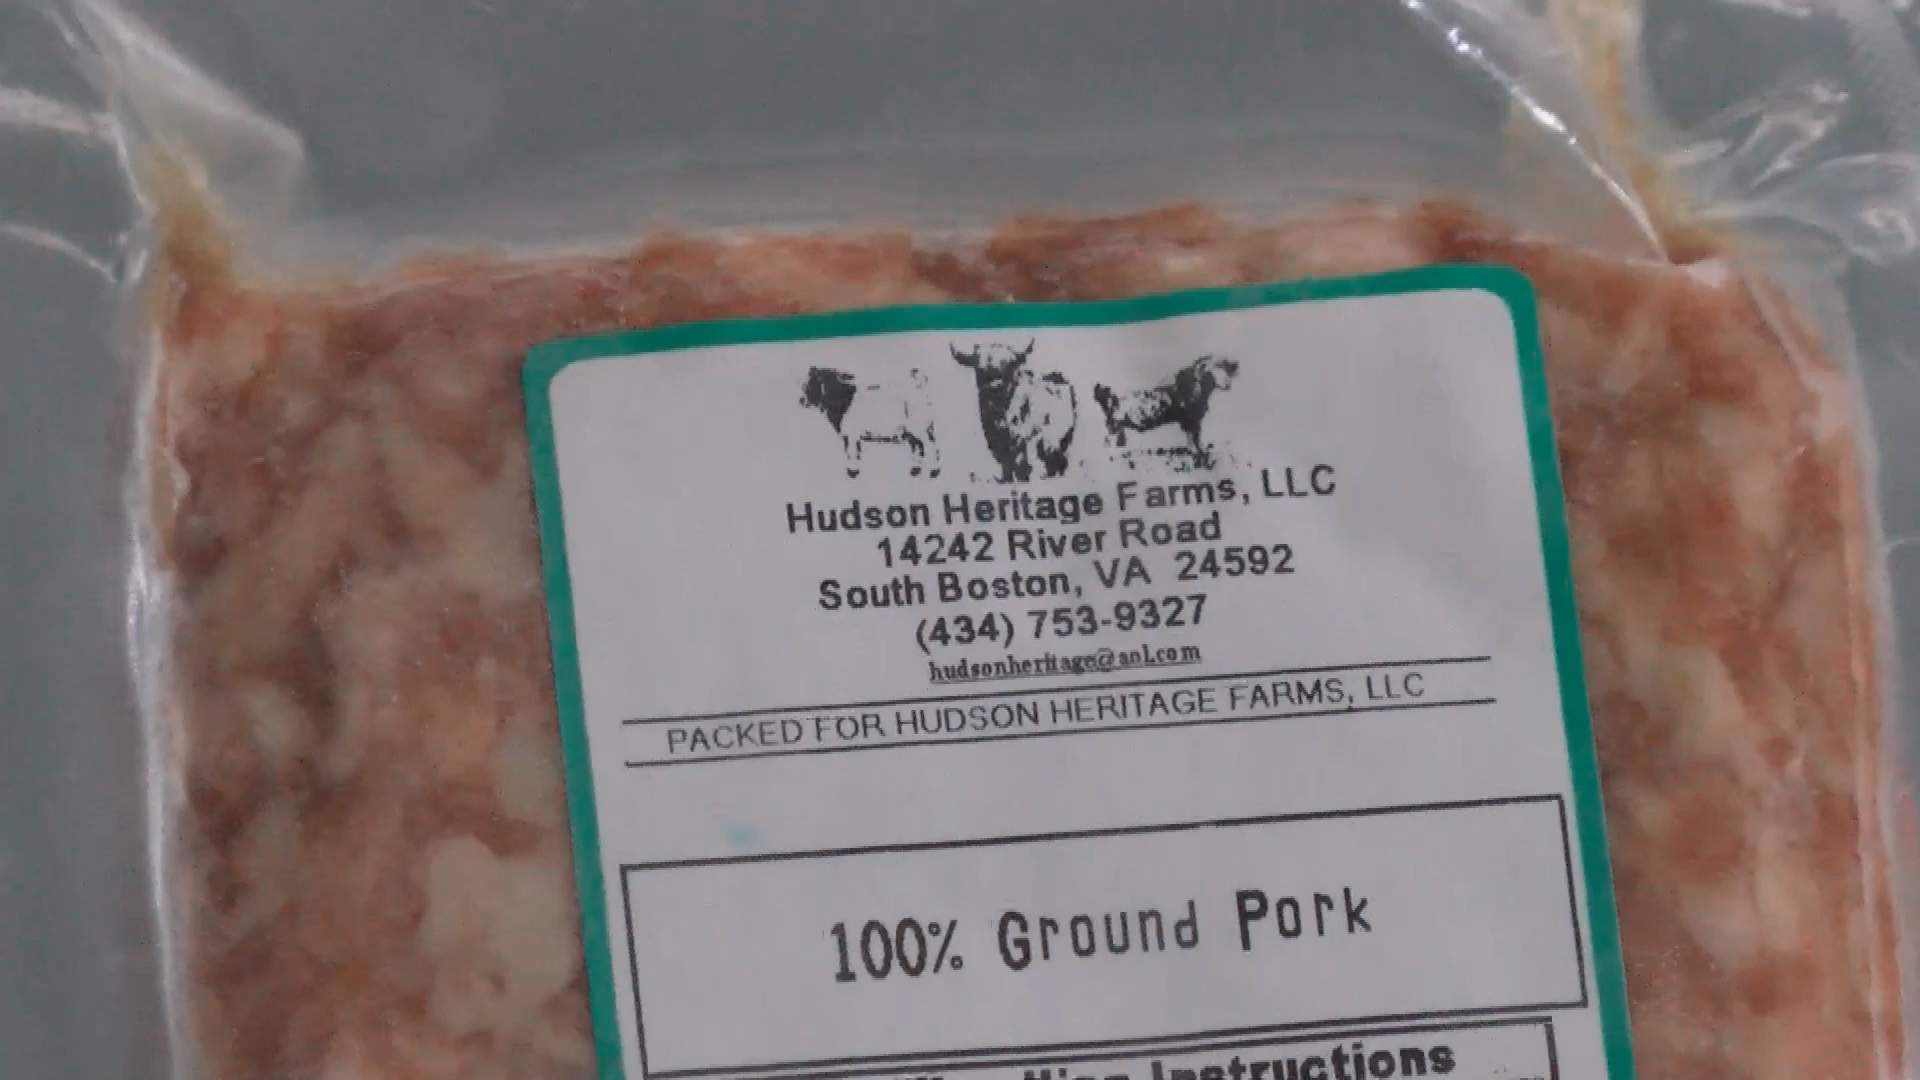 Hudson Heritage Farms, LLC
14242 River Road
South Boston, VA 24592
(434) 753-9327
hudsonheritage@aol.com
PACKED FOR HUDSON HERITAGE FARMS, LLC
100% Ground Pork
Instructions